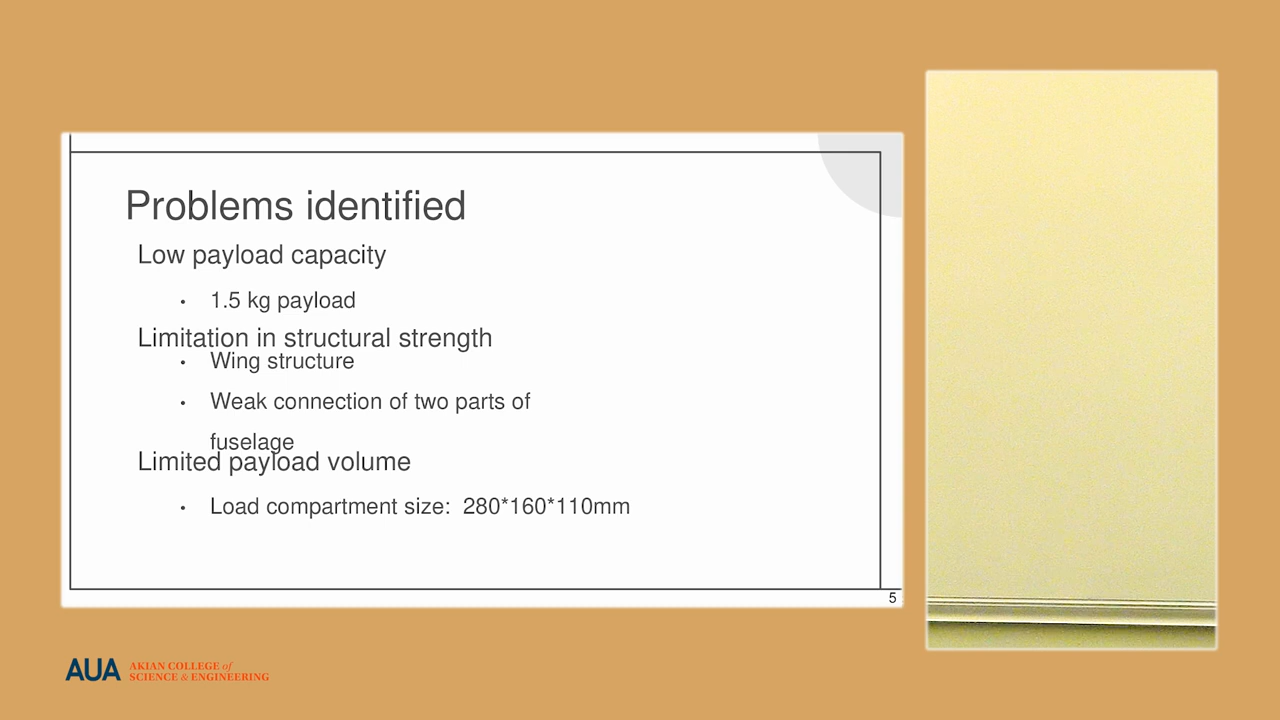 Problems identified
Low payload capacity
• 1.5 kg payload
Limitation in structural strength
• Wing structure
• Weak connection of two parts of
fuselage
Limited payload volume
• Load compartment size: 280*160*110mm
5
AUA AKIAN COLLEGE of
SCIENCE & ENGINEERING